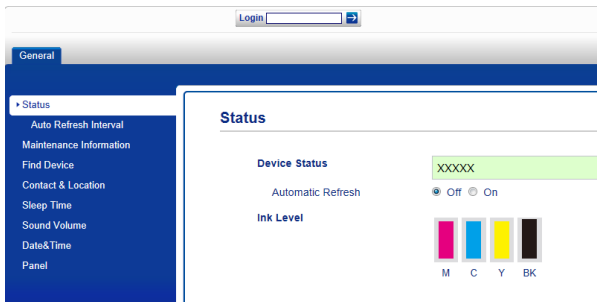 Login
General
Status
Auto Refresh Interval
Maintenance Information
Find Device
Contact & Location
Sleep Time
Sound Volume
Date&Time
Panel
Status
Device Status XXXXX
Automatic Refresh Off On
Ink Level
M C Y BK